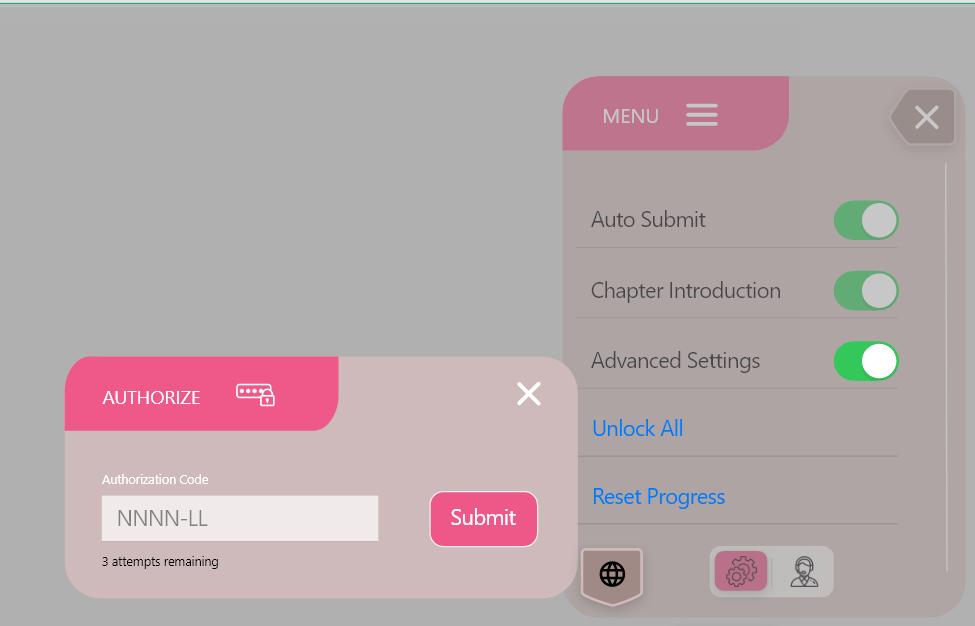 MENU
Auto Submit
Chapter Introduction
Advanced Settings
Unlock All
Reset Progress
AUTHORIZE
Authorization Code
NNNN-LL
Submit
3 attempts remaining